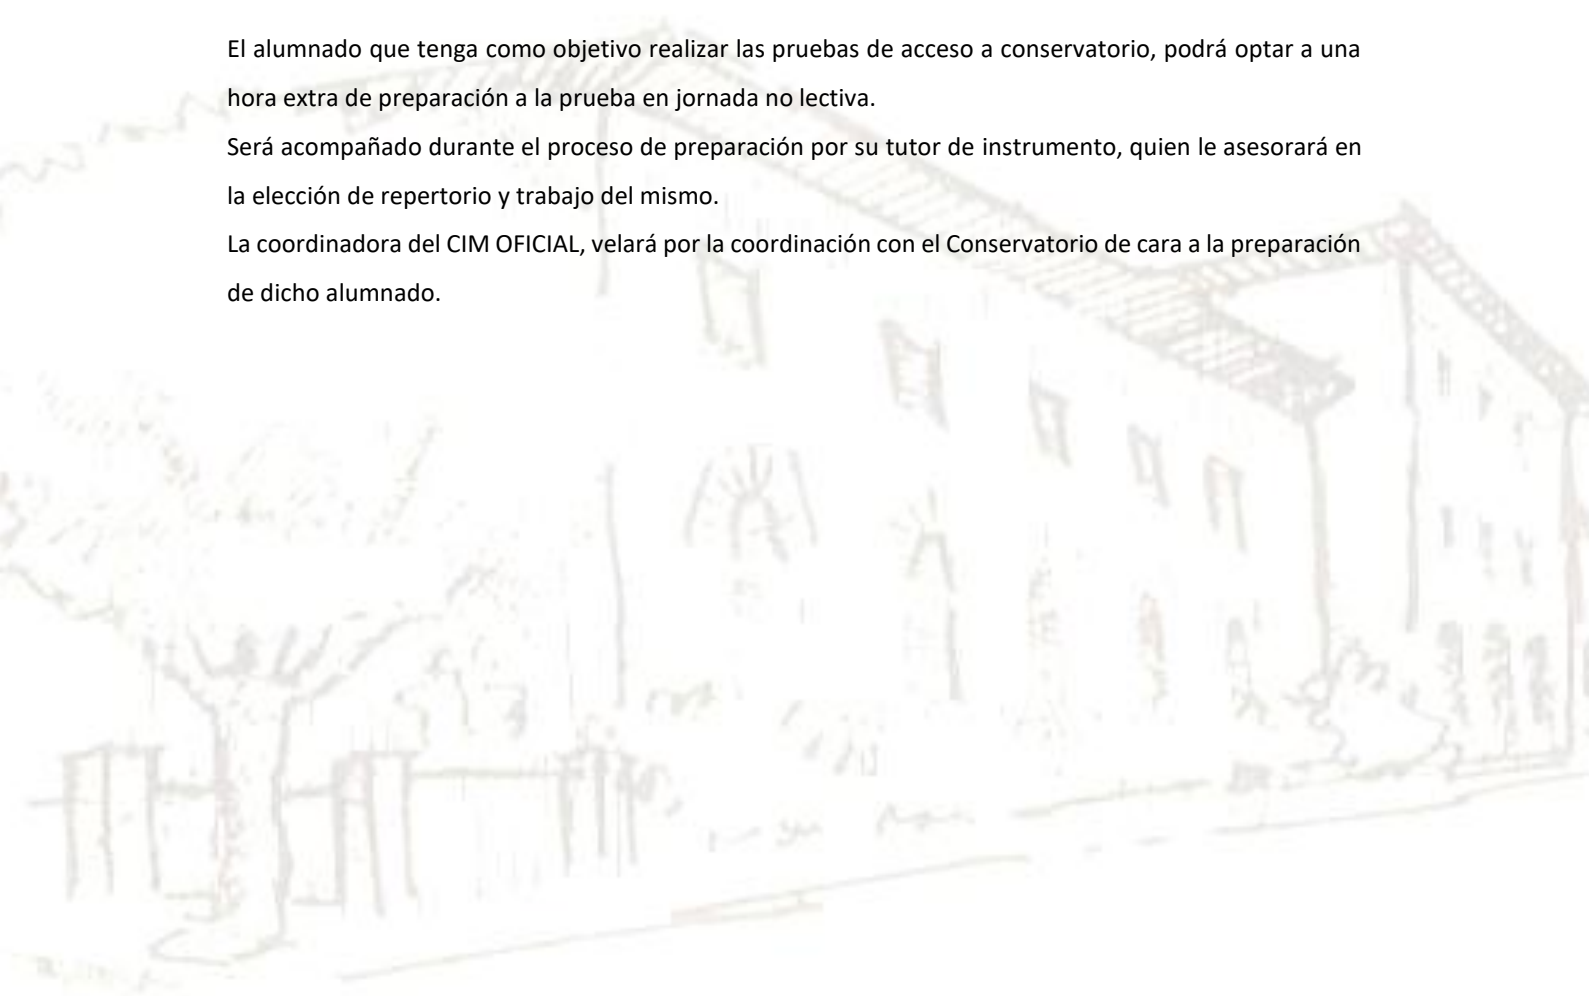 El alumnado que tenga como objetivo realizar las pruebas de acceso a conservatorio, podrá optar a una
hora extra de preparación a la prueba en jornada no lectiva.
Será acompañado durante el proceso de preparación por su tutor de instrumento, quien le asesorará en
la elección de repertorio y trabajo del mismo.
La coordinadora del CIM OFICIAL, velará por la coordinación con el Conservatorio de cara a la preparación
de dicho alumnado.